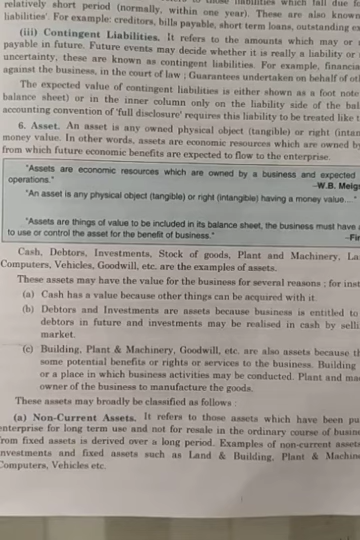 relatively short period (normally, within one year). These are also known
liabilities'. For example: creditors, bills payable, short term loans, outstanding
(iii) Contingent Liabilities. It refers to the amounts which may or
payable in future. Future events may decide whether it is really a liability or
uncertainty, these are known as contingent liabilities. For example, financia
against the business, in the court of law ; Guarantees undertaken on behalf of
The expected value of contingent liabilities is either shown as a foot note
balance sheet) or in the inner column only on the liability side of the bal
accounting convention of 'full disclosure' requires this liability to be treated like
6. Asset. An asset is any owned physical object (tangible) or right (intan
money value. In other words, assets are economic resources which are owned by
from which future economic benefits are expected to flow to the enterprise.
"Assets are economic resources which are owned by a business and expected
operations."
–W.B. Meig
"An asset is any physical object (tangible) or right (intangible) having a money value..."
"Assets are things of value to be included in its balance sheet, the business must have
to use or control the asset for the benefit of business."
–Fin
Cash, Debtors, Investments, Stock of goods, Plant and Machinery, La
Computers, Vehicles, Goodwill, etc. are the examples of assets.
These assets may have the value for the business for several reasons ; for inst
(a) Cash has a value because other things can be acquired with it.
(b) Debtors and Investments are assets because business is entitled to
debtors in future and investments may be realised in cash by selli
market.
(c) Building, Plant & Machinery, Goodwill, etc. are also assets because th
some potential benefits or rights or services to the business. Building
or a place in which business activities may be conducted. Plant and ma
owner of the business to manufacture the goods.
These assets may broadly be classified as follows :
(a) Non-Current Assets. It refers to those assets which have been pu
enterprise for long term use and not for resale in the ordinary course of busine
from fixed assets is derived over a long period. Examples of non-current assets
nvestments and fixed assets such as Land & Building, Plant & Machine
Computers, Vehicles etc.